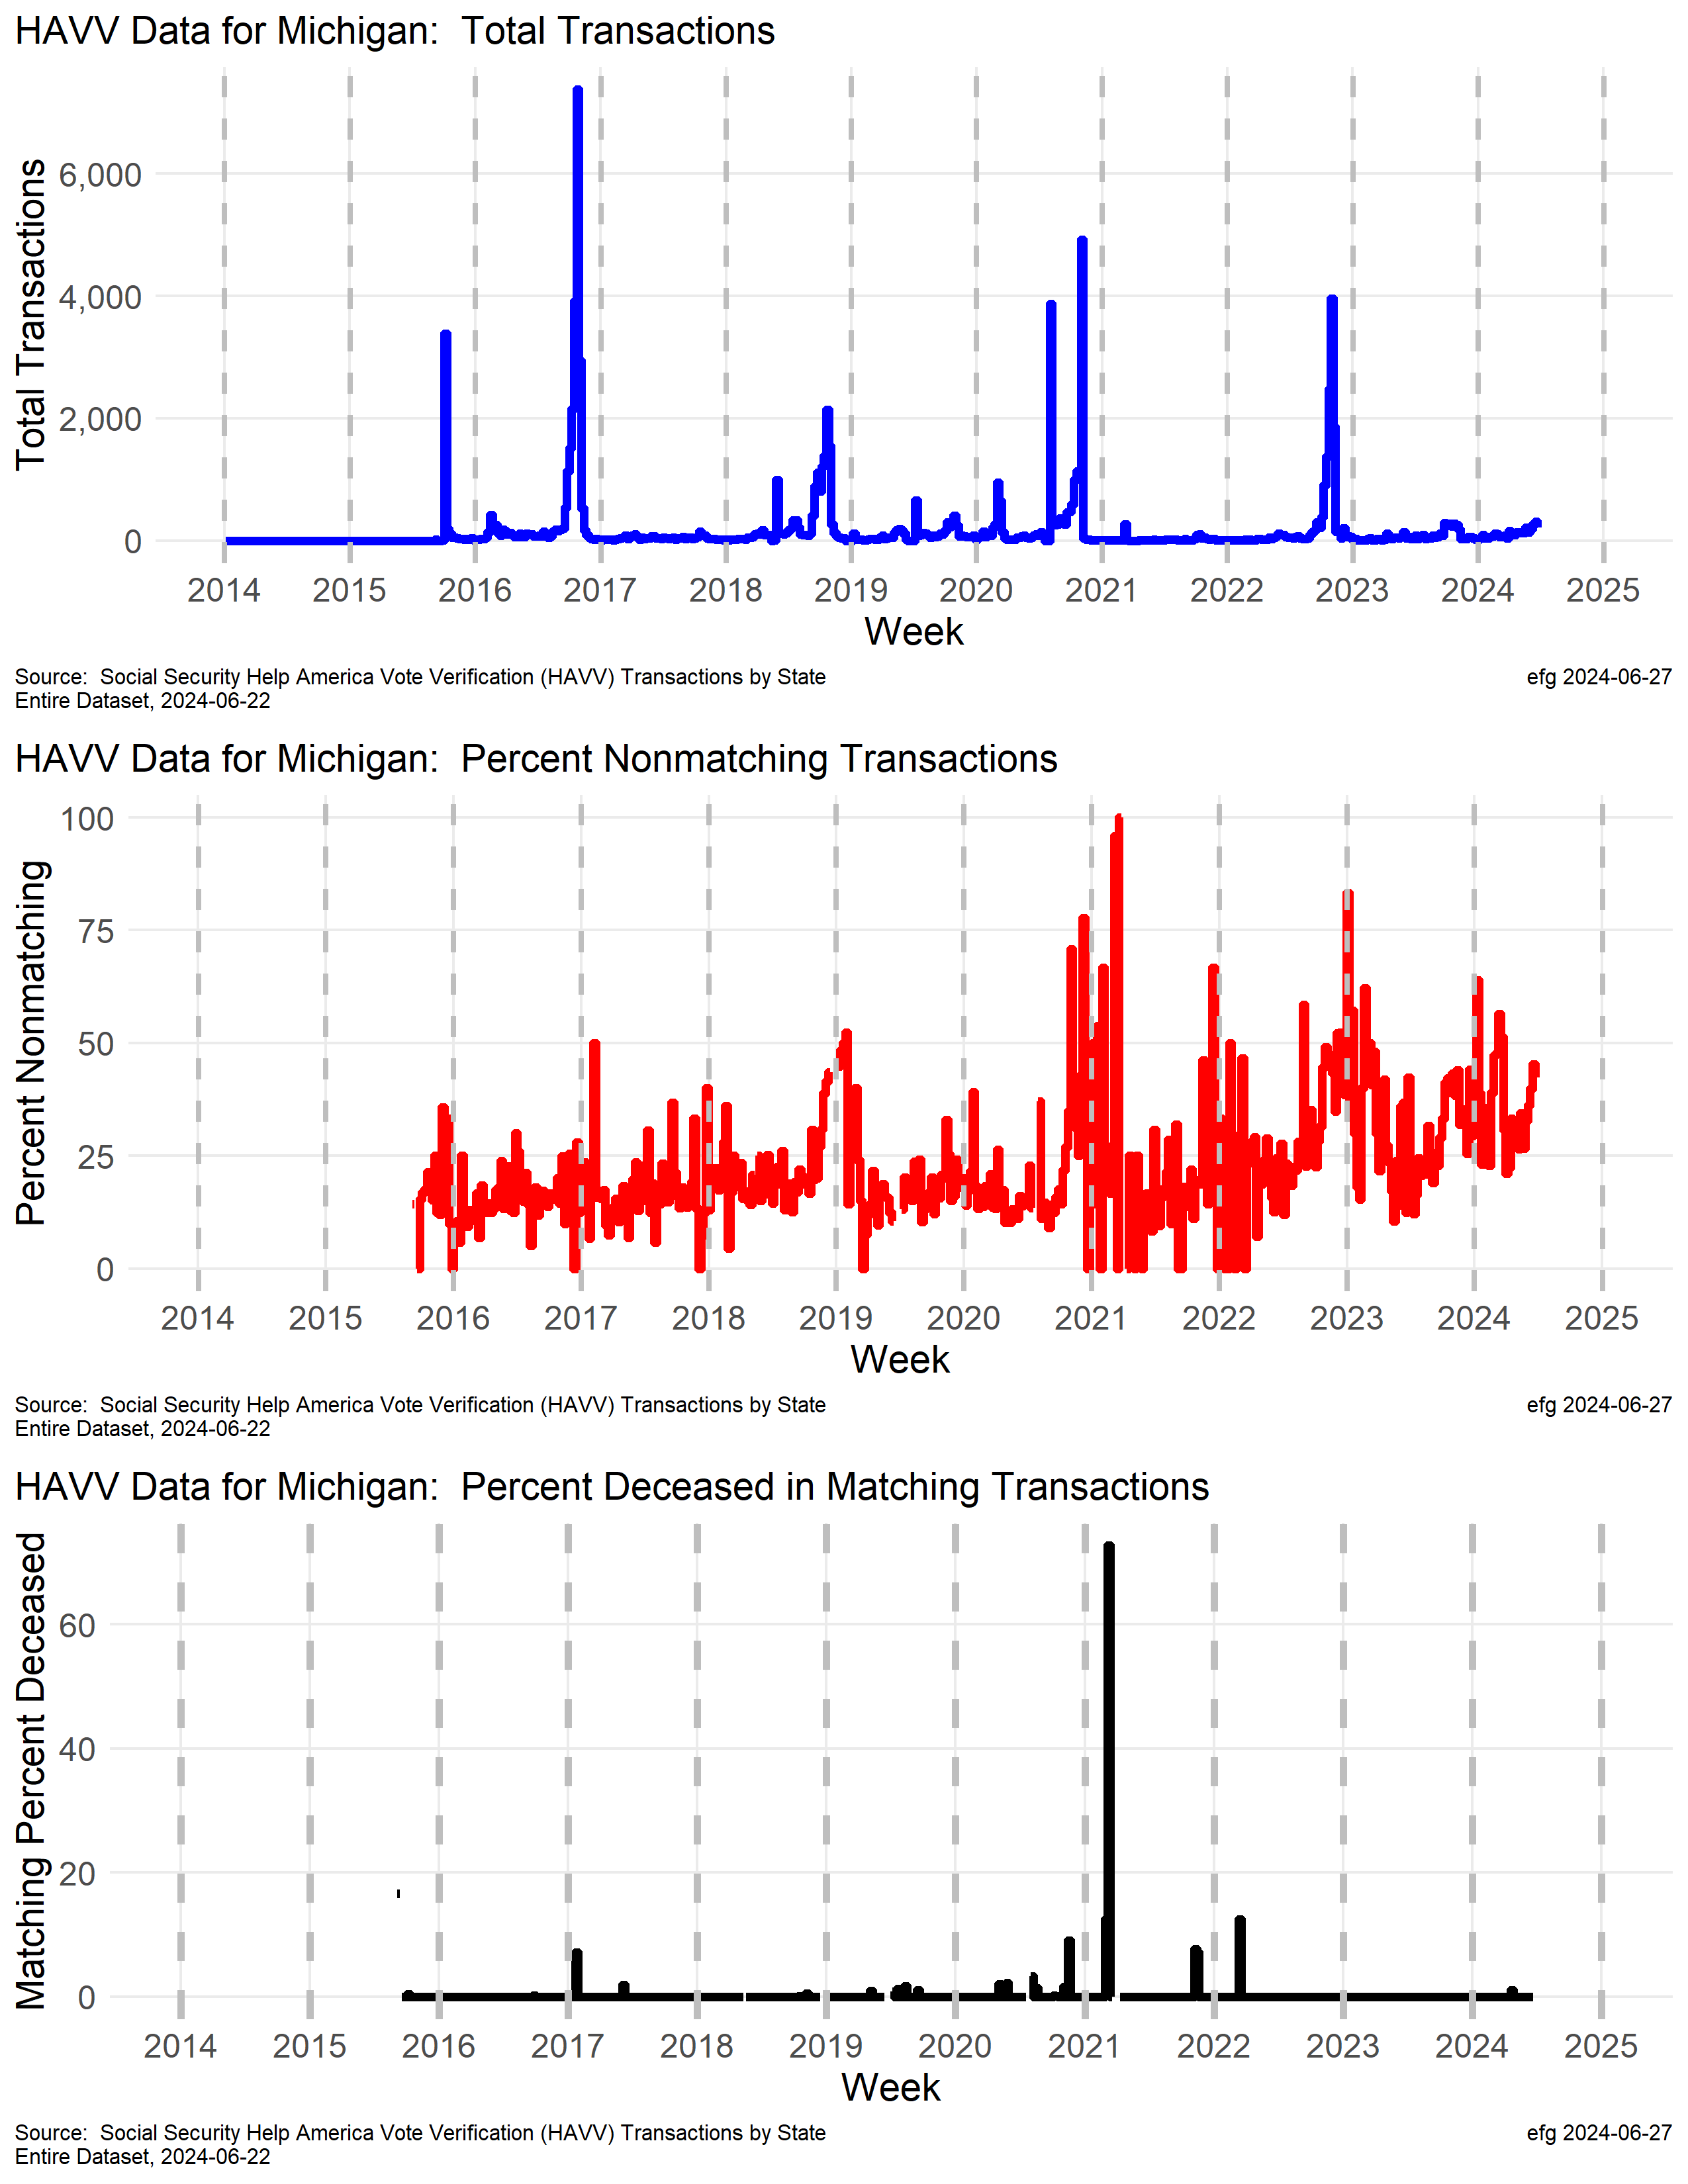 HAVV Data for Michigan:  Total Transactions
Total Transactions
6,000
4,000
2,000
0
2014 2015 2016 2017 2018 2019 2020 2021 2022 2023 2024 2025
Week
Source:  Social Security Help America Vote Verification (HAVV) Transactions by State
Entire Dataset, 2024-06-22
efg 2024-06-27
HAVV Data for Michigan:  Percent Nonmatching Transactions
Percent Nonmatching
100
75
50
25
0
2014 2015 2016 2017 2018 2019 2020 2021 2022 2023 2024 2025
Week
Source:  Social Security Help America Vote Verification (HAVV) Transactions by State
Entire Dataset, 2024-06-22
efg 2024-06-27
HAVV Data for Michigan:  Percent Deceased in Matching Transactions
Matching Percent Deceased
60
40
20
0
2014 2015 2016 2017 2018 2019 2020 2021 2022 2023 2024 2025
Week
Source:  Social Security Help America Vote Verification (HAVV) Transactions by State
Entire Dataset, 2024-06-22
efg 2024-06-27